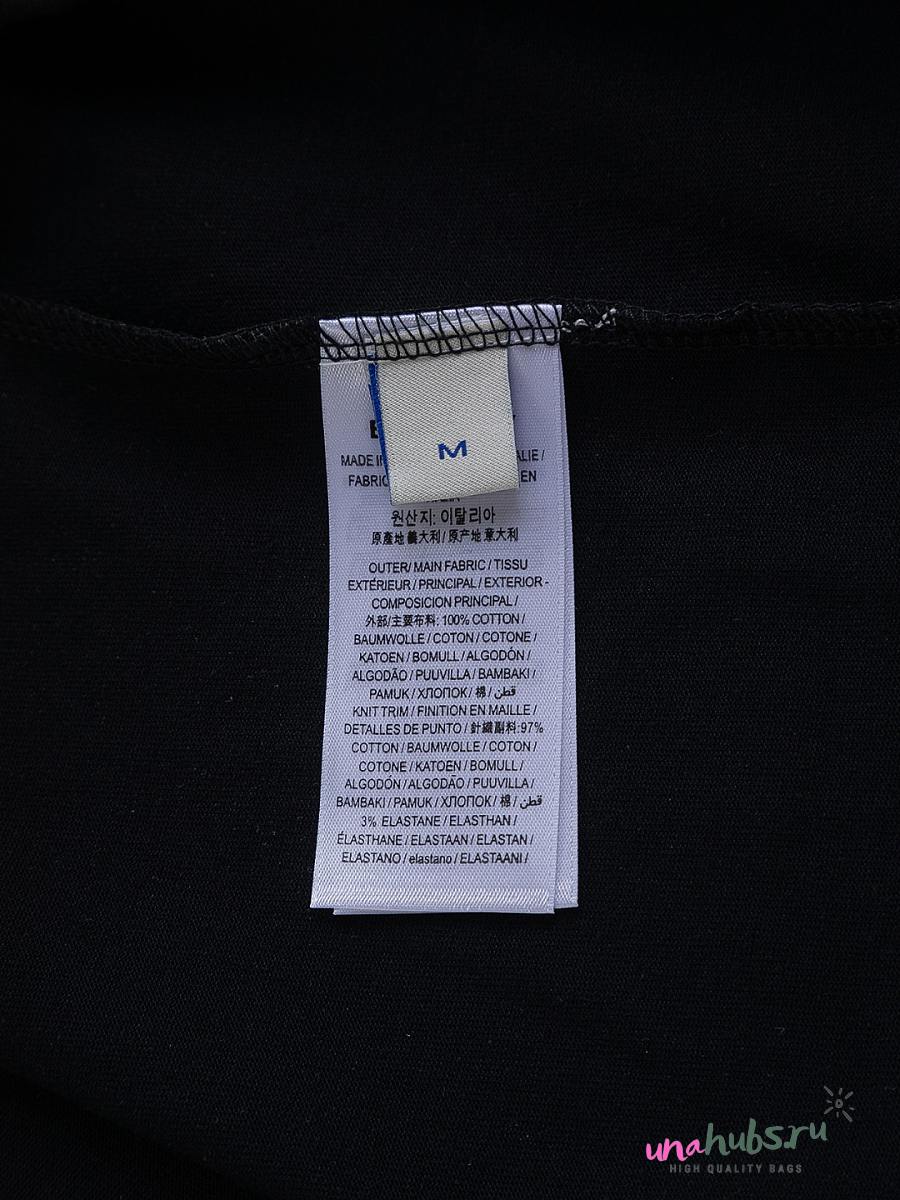 M
MADE I
ALIE /
FABRIC
EN
원산지: 이탈리아
原產地 義大利 / 原产地 意大利
OUTER/ MAIN FABRIC / TISSU
EXTÉRIEUR / PRINCIPAL / EXTERIOR -
COMPOSICION PRINCIPAL /
外部/主要布料: 100% COTTON /
BAUMWOLLE / COTON / COTONE /
KATOEN / BOMULL / ALGODÓN /
ALGODÃO / PUUVILLA / BAMBAKI /
PAMUK / ХЛОПОК / 棉 / قطن
KNIT TRIM / FINITION EN MAILLE /
DETALLES DE PUNTO / 針織副料: 97%
COTTON / BAUMWOLLE / COTON /
COTONE / KATOEN / BOMULL /
ALGODÓN / ALGODÃO / PUUVILLA /
BAMBAKI / PAMUK / ХЛОПОК / 棉 / قطن
3% ELASTANE / ELASTHAN /
ÉLASTHANE / ELASTAAN / ELASTAN /
ELASTANO / elastano / ELASTAANI /
unahubs.ru
HIGH QUALITY BAGS